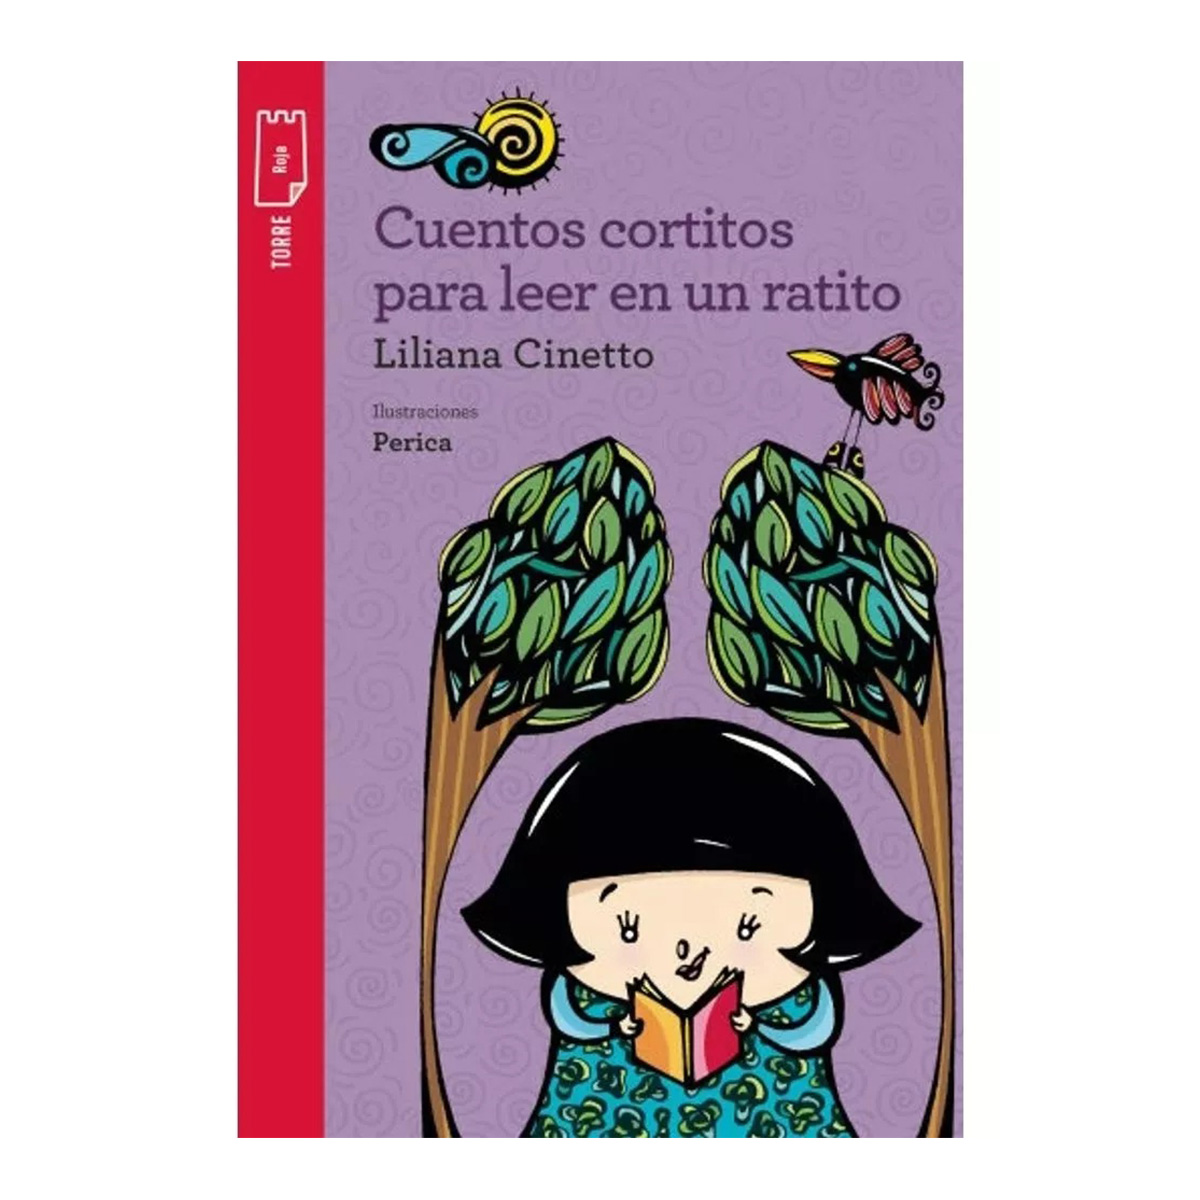 Roja
TORRE
Cuentos cortitos
para leer en un ratito
Liliana Cinetto
Ilustraciones
Perica